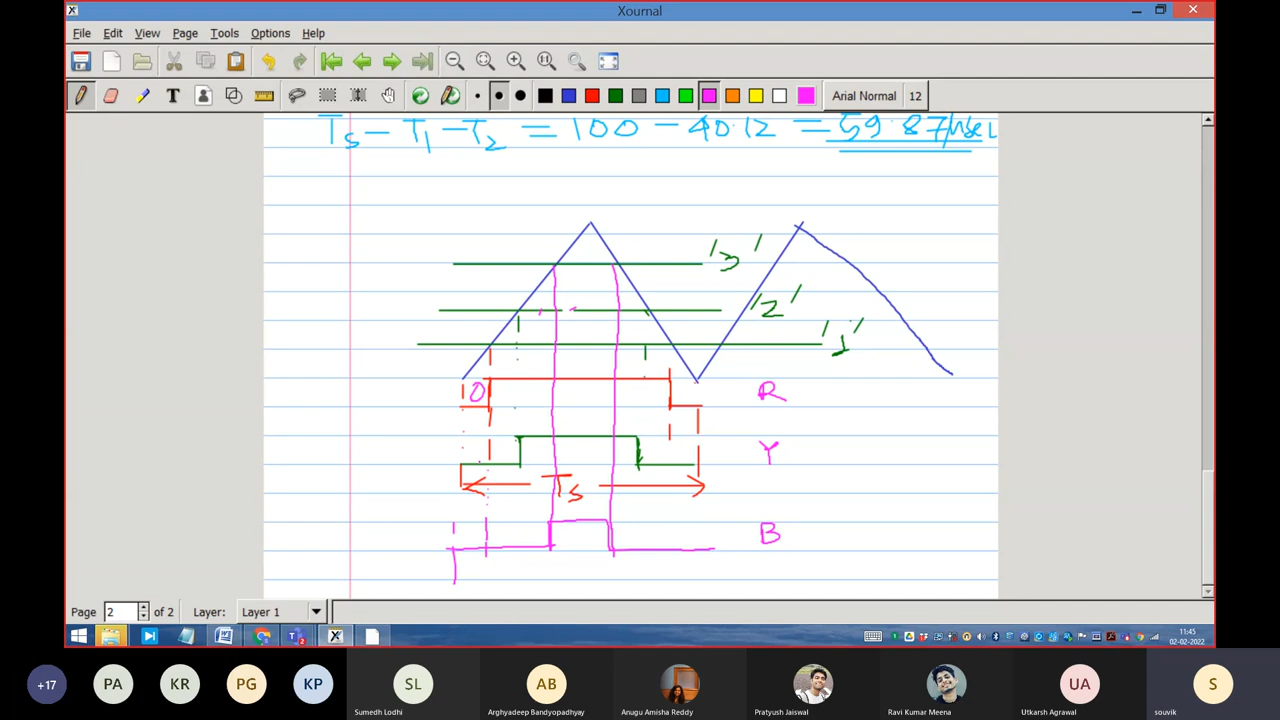 Xournal
File Edit View Page Tools Options Help
Arial Normal 12
Ts - T1 - T2 = 100 - 40.12 = 59.87 μsec
'3'
'2'
'1'
0
R
Y
Ts
B
Page 2 of 2 Layer: Layer 1
11:45
02-02-2022
+17 PA KR PG KP SL AB UA S
Sumedh Lodhi Arghyadeep Bandyopadhyay Anugu Amisha Reddy Pratyush Jaiswal Ravi Kumar Meena Utkarsh Agrawal souvik